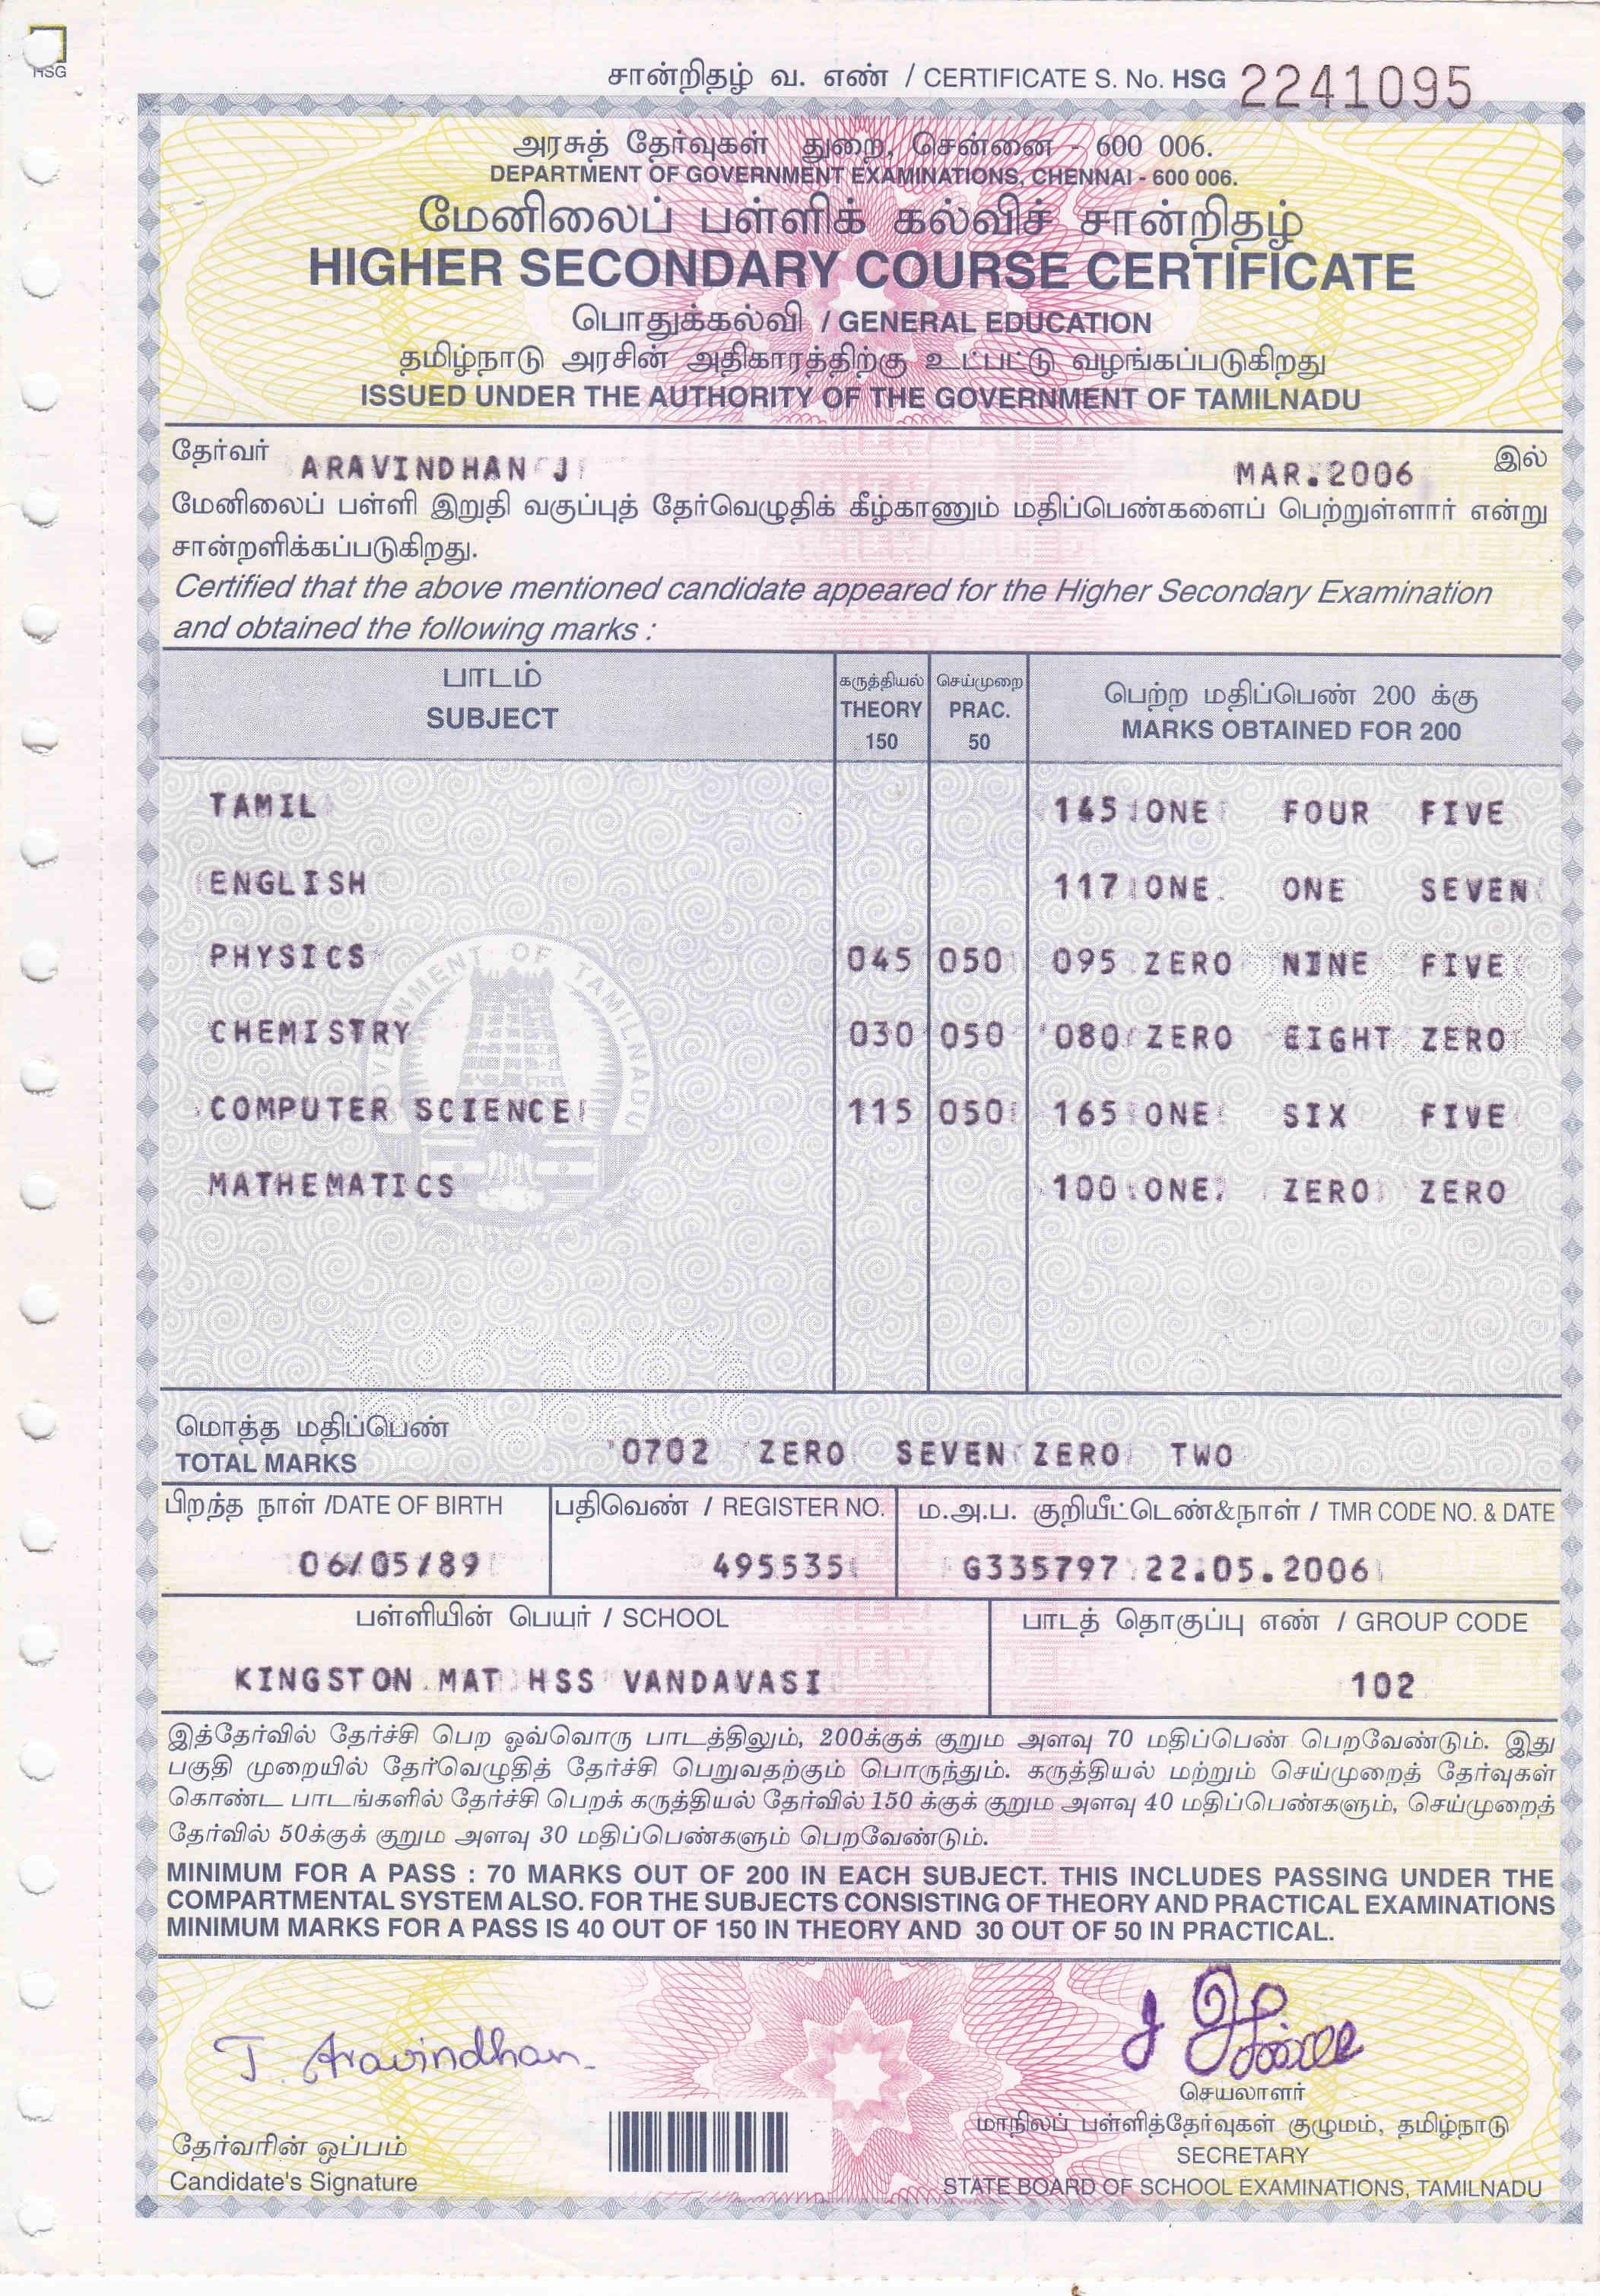 HSG
சான்றிதழ் வ. எண் / CERTIFICATE S. No. HSG 2241095
அரசுத் தேர்வுகள் துறை, சென்னை - 600 006.
DEPARTMENT OF GOVERNMENT EXAMINATIONS, CHENNAI - 600 006.
மேனிலைப் பள்ளிக் கல்விச் சான்றிதழ்
HIGHER SECONDARY COURSE CERTIFICATE
பொதுக்கல்வி / GENERAL EDUCATION
தமிழ்நாடு அரசின் அதிகாரத்திற்கு உட்பட்டு வழங்கப்படுகிறது
ISSUED UNDER THE AUTHORITY OF THE GOVERNMENT OF TAMILNADU
தேர்வர் ARAVINDHAN J MAR.2006 இல்
மேனிலைப் பள்ளி இறுதி வகுப்புத் தேர்வெழுதிக் கீழ்காணும் மதிப்பெண்களைப் பெற்றுள்ளார் என்று
சான்றளிக்கப்படுகிறது.
Certified that the above mentioned candidate appeared for the Higher Secondary Examination
and obtained the following marks :
பாடம் கருத்தியல் செய்முறை பெற்ற மதிப்பெண் 200 க்கு
SUBJECT THEORY PRAC. MARKS OBTAINED FOR 200
150 50
TAMIL 145 ONE FOUR FIVE
ENGLISH 117 ONE ONE SEVEN
PHYSICS 045 050 095 ZERO NINE FIVE
CHEMISTRY 030 050 080 ZERO EIGHT ZERO
COMPUTER SCIENCE 115 050 165 ONE SIX FIVE
MATHEMATICS 100 ONE ZERO ZERO
GOVERNMENT OF TAMILNADU
மொத்த மதிப்பெண்
TOTAL MARKS 0702 ZERO SEVEN ZERO TWO
பிறந்த நாள் /DATE OF BIRTH பதிவெண் / REGISTER NO. ம.அ.ப. குறியீட்டெண்&நாள் / TMR CODE NO. & DATE
06/05/89 495535 G335797 22.05.2006
பள்ளியின் பெயர் / SCHOOL பாடத் தொகுப்பு எண் / GROUP CODE
KINGSTON MAT HSS VANDAVASI 102
இத்தேர்வில் தேர்ச்சி பெற ஒவ்வொரு பாடத்திலும், 200க்குக் குறும அளவு 70 மதிப்பெண் பெறவேண்டும். இது
பகுதி முறையில் தேர்வெழுதித் தேர்ச்சி பெறுவதற்கும் பொருந்தும். கருத்தியல் மற்றும் செய்முறைத் தேர்வுகள்
கொண்ட பாடங்களில் தேர்ச்சி பெறக் கருத்தியல் தேர்வில் 150 க்குக் குறும அளவு 40 மதிப்பெண்களும், செய்முறைத்
தேர்வில் 50க்குக் குறும அளவு 30 மதிப்பெண்களும் பெறவேண்டும்.
MINIMUM FOR A PASS : 70 MARKS OUT OF 200 IN EACH SUBJECT. THIS INCLUDES PASSING UNDER THE
COMPARTMENTAL SYSTEM ALSO. FOR THE SUBJECTS CONSISTING OF THEORY AND PRACTICAL EXAMINATIONS
MINIMUM MARKS FOR A PASS IS 40 OUT OF 150 IN THEORY AND 30 OUT OF 50 IN PRACTICAL.
J. Aravindhan
செயலாளர்
மாநிலப் பள்ளித்தேர்வுகள் குழுமம், தமிழ்நாடு
தேர்வரின் ஒப்பம் SECRETARY
Candidate's Signature STATE BOARD OF SCHOOL EXAMINATIONS, TAMILNADU